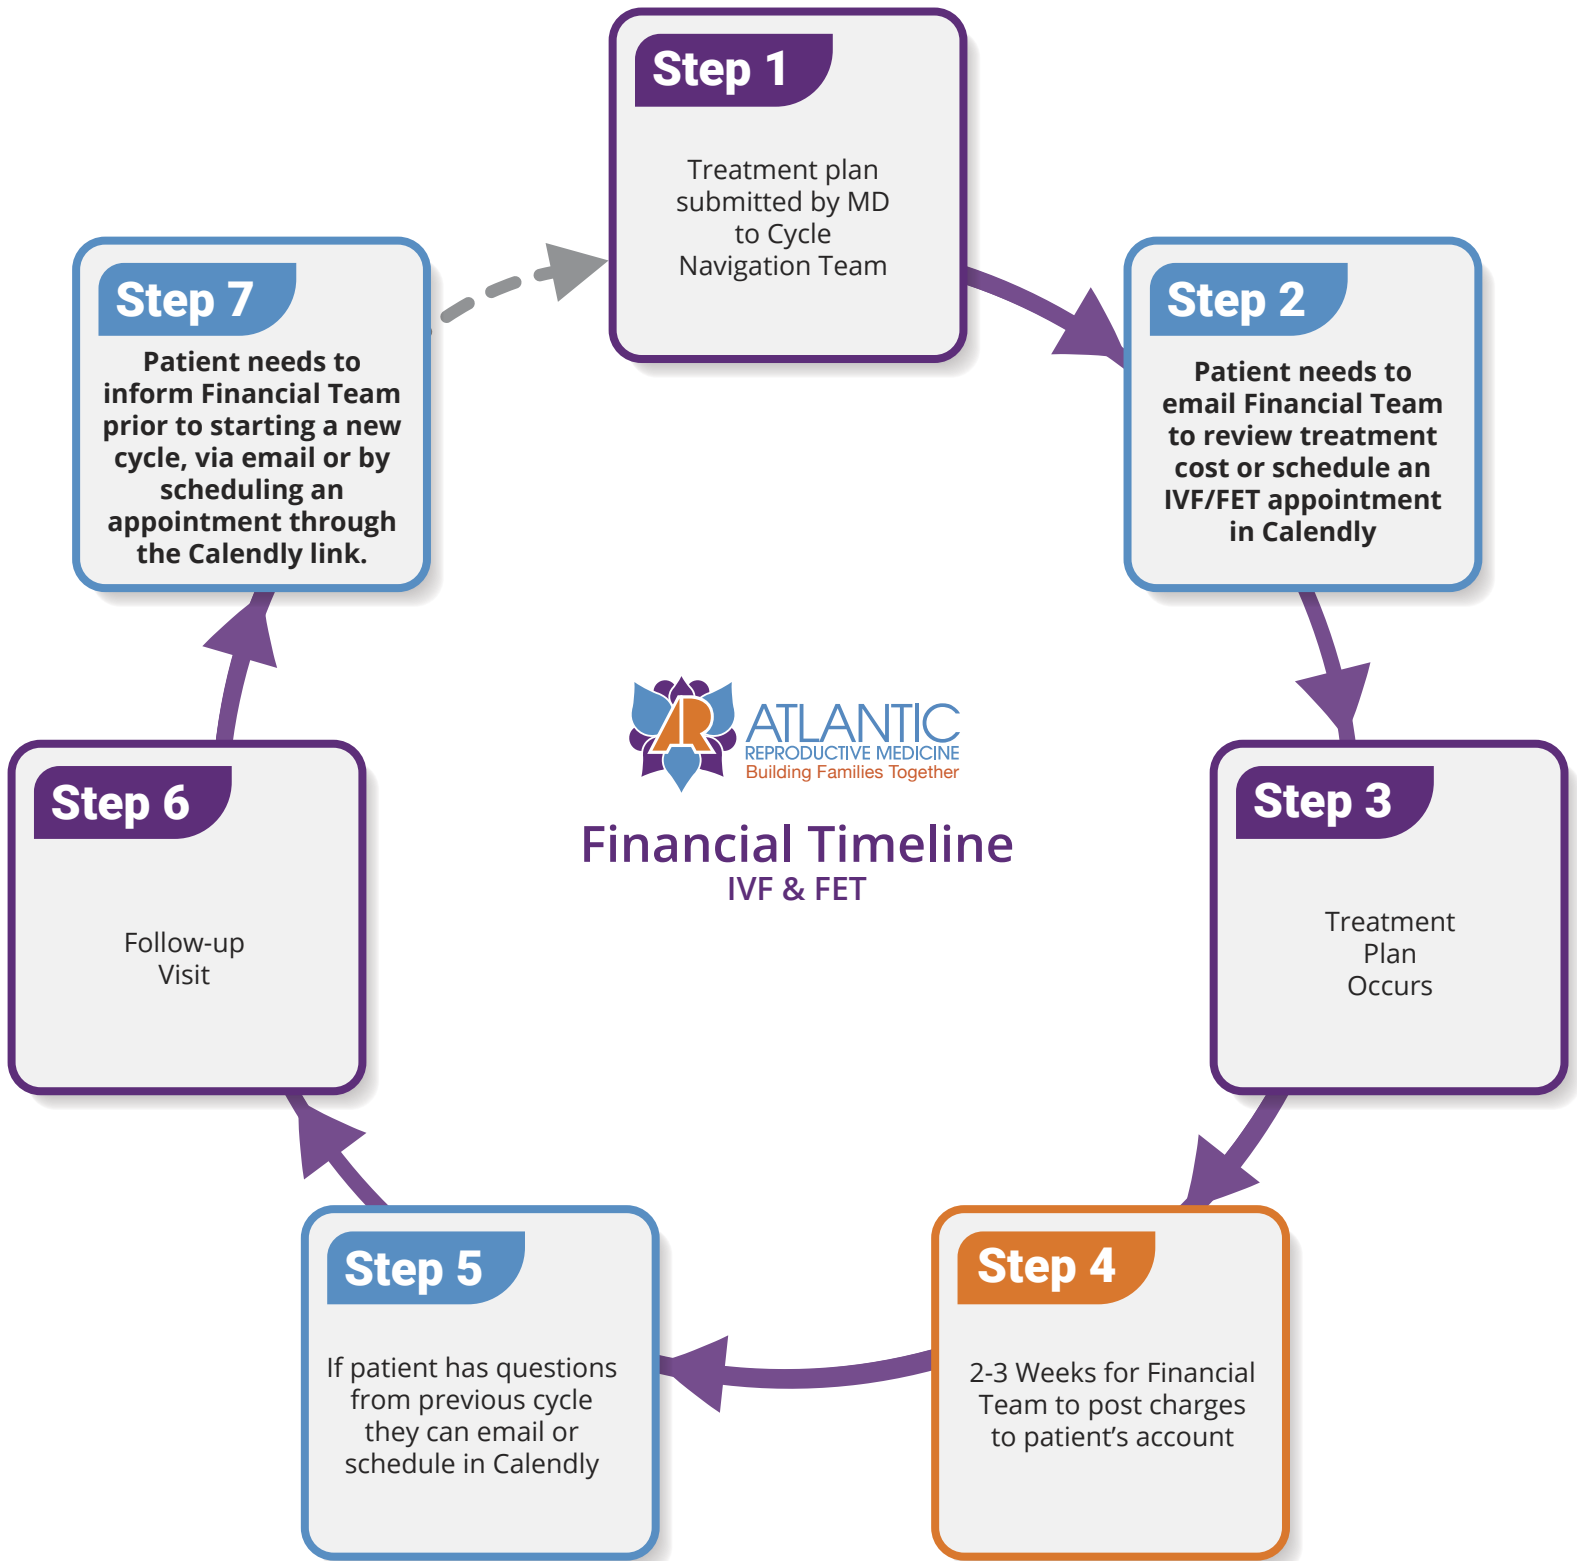 Step 1
Treatment plan
submitted by MD
to Cycle
Navigation Team
Step 2
Patient needs to
email Financial Team
to review treatment
cost or schedule an
IVF/FET appointment
in Calendly
Step 3
Treatment
Plan
Occurs
Step 4
2-3 Weeks for Financial
Team to post charges
to patient's account
Step 5
If patient has questions
from previous cycle
they can email or
schedule in Calendly
Step 6
Follow-up
Visit
Step 7
Patient needs to
inform Financial Team
prior to starting a new
cycle, via email or by
scheduling an
appointment through
the Calendly link.
AR
ATLANTIC
REPRODUCTIVE MEDICINE
Building Families Together
Financial Timeline
IVF & FET